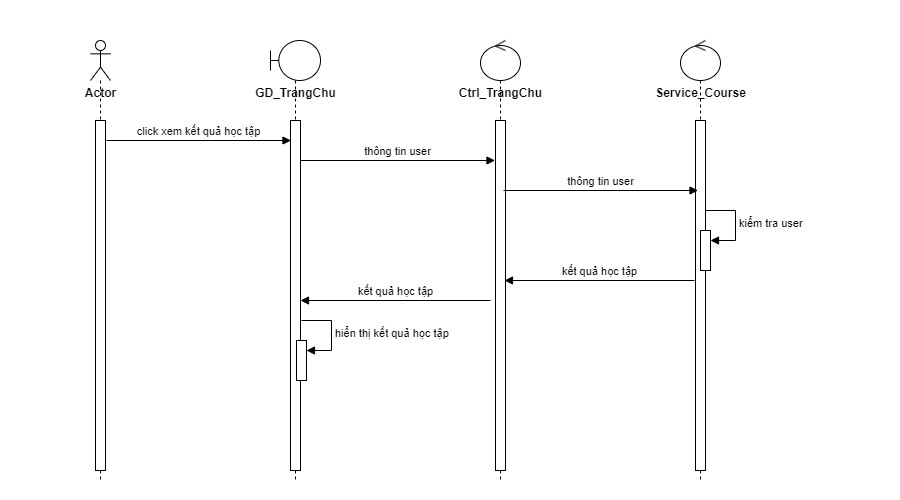 Actor
GD_TrangChu
Ctrl_TrangChu
Service_Course
click xem kết quả học tập
thông tin user
thông tin user
kiểm tra user
kết quả học tập
kết quả học tập
hiển thị kết quả học tập